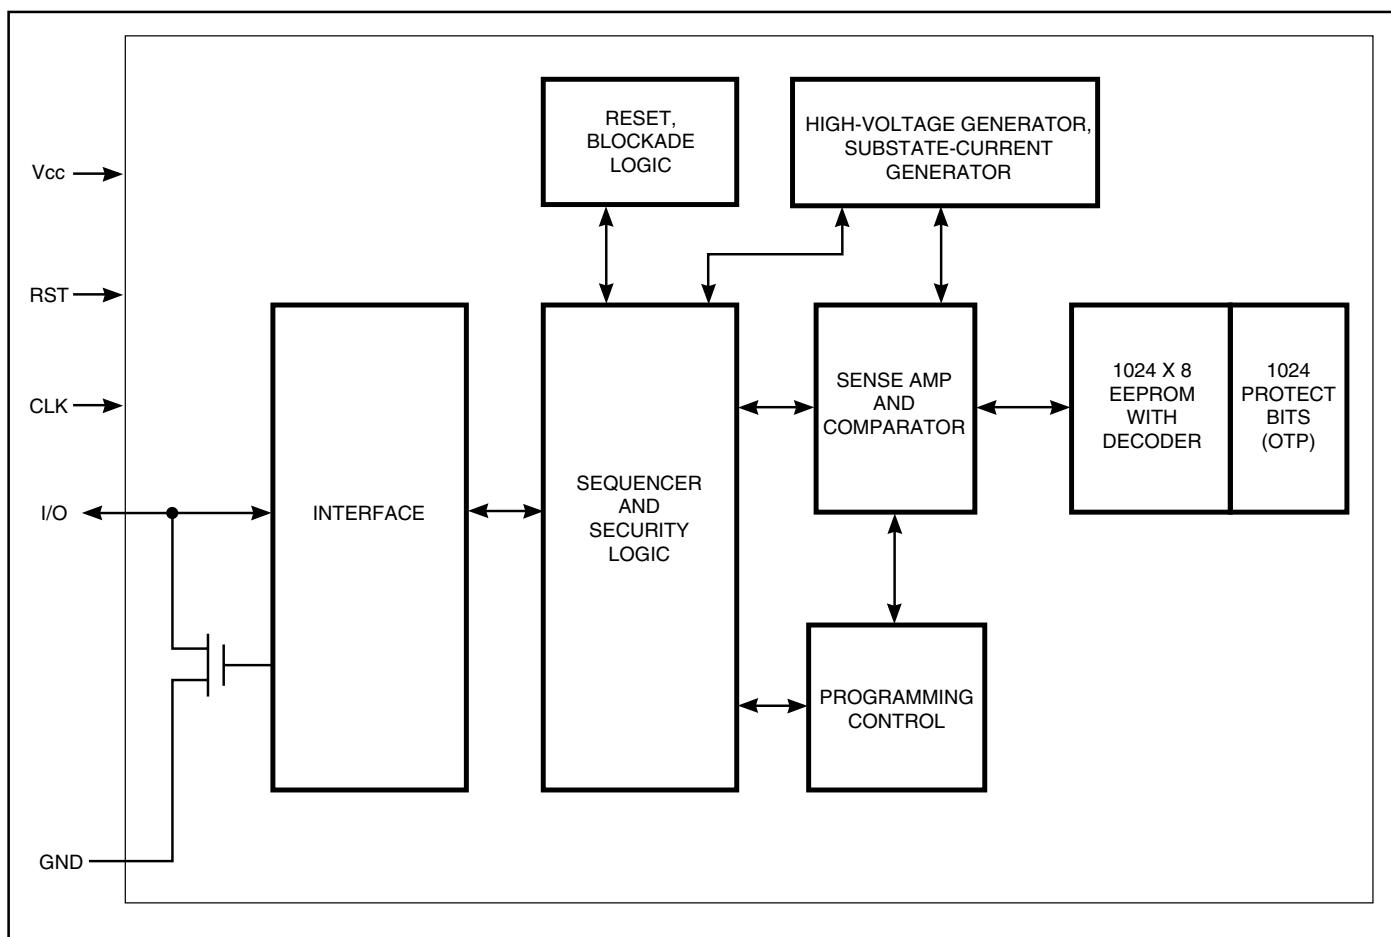 RESET,
BLOCKADE
LOGIC
HIGH-VOLTAGE GENERATOR,
SUBSTATE-CURRENT
GENERATOR
Vcc
RST
CLK
I/O
GND
INTERFACE
SEQUENCER
AND
SECURITY
LOGIC
SENSE AMP
AND
COMPARATOR
1024 X 8
EEPROM
WITH
DECODER
1024
PROTECT
BITS
(OTP)
PROGRAMMING
CONTROL